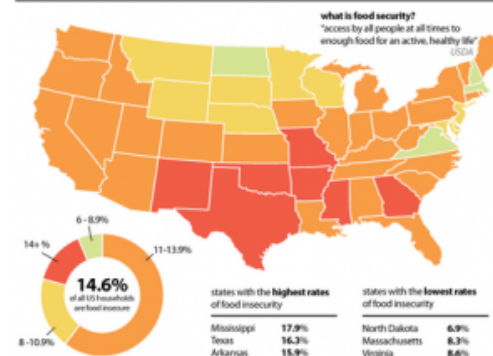 what is food security?
"access by all people at all times to
enough food for an active, healthy life"
USDA
6 - 8.9%
14+ %
11-13.9%
14.6%
of all US households
are food insecure
8 -10.9%
states with the highest rates
of food insecurity
Mississippi 17.9%
Texas 16.3%
Arkansas 15.9%
states with the lowest rates
of food insecurity
North Dakota 6.9%
Massachusetts 8.3%
Virginia 8.6%